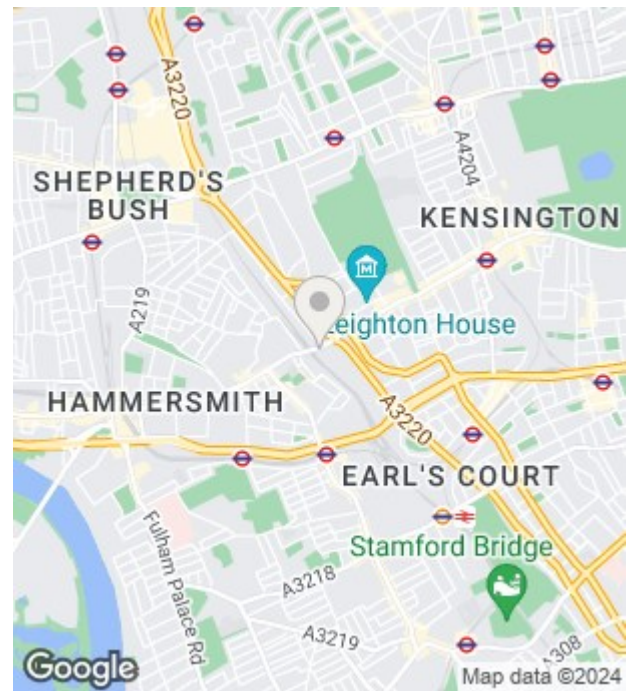 A3220
A4204
SHEPHERD'S
BUSH
KENSINGTON
A219
Leighton House
HAMMERSMITH
A3220
EARL'S COURT
Fulham Palace Rd
Stamford Bridge
A3218
A3219
A308
Google
Map data ©2024